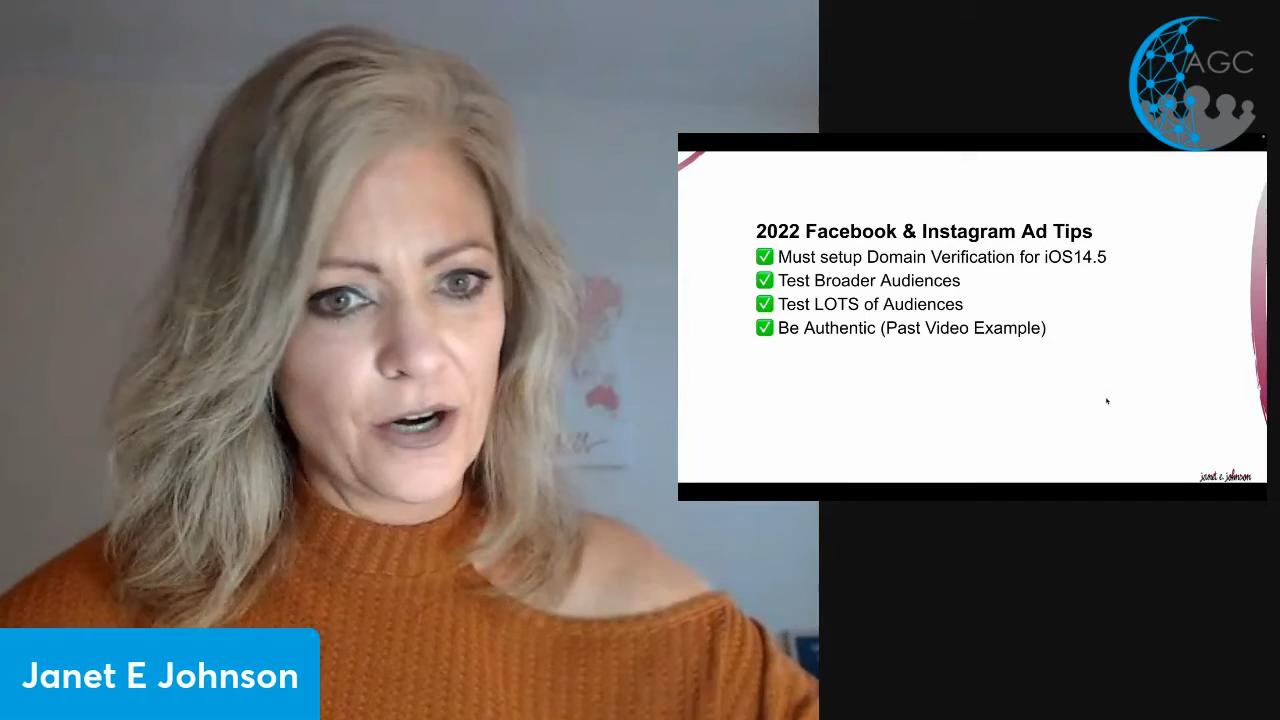 AGC
2022 Facebook & Instagram Ad Tips
✅ Must setup Domain Verification for iOS14.5
✅ Test Broader Audiences
✅ Test LOTS of Audiences
✅ Be Authentic (Past Video Example)
janet e. johnson
Janet E Johnson